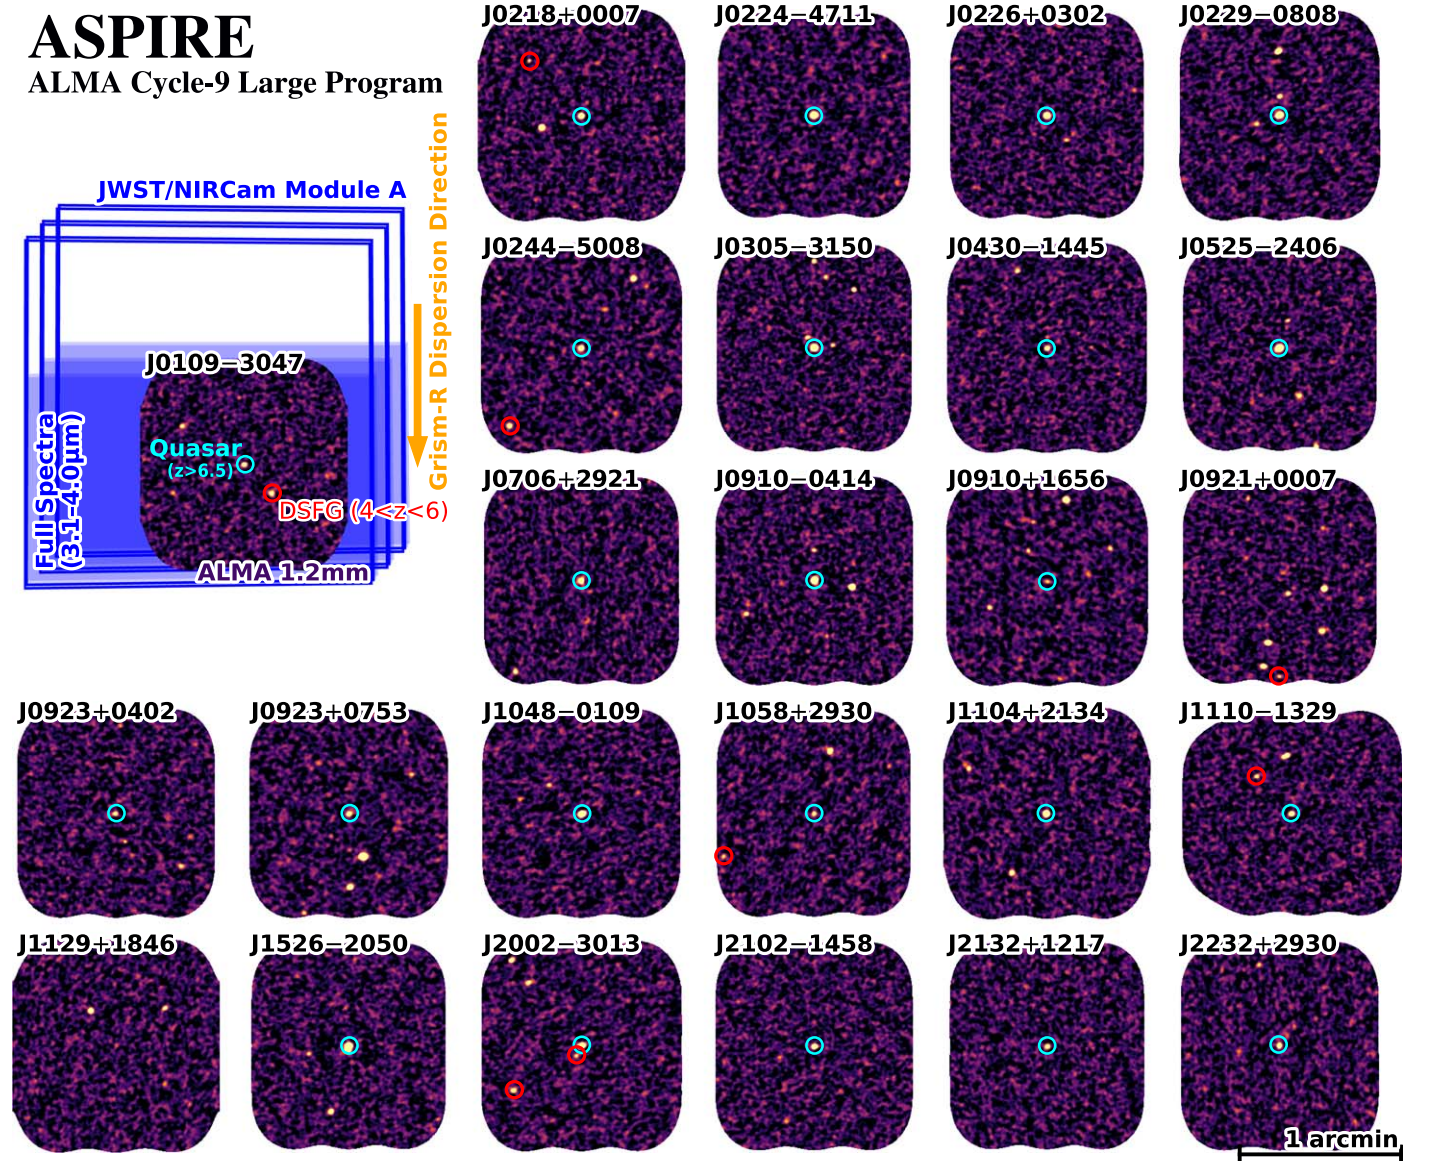 ASPIRE
ALMA Cycle-9 Large Program
JWST/NIRCam Module A
Grism-R Dispersion Direction
J0109−3047
Quasar
(z>6.5)
DSFG (4<z<6)
Full Spectra
(3.1-4.0μm)
ALMA 1.2mm
J0218+0007
J0224−4711
J0226+0302
J0229−0808
J0244−5008
J0305−3150
J0430−1445
J0525−2406
J0706+2921
J0910−0414
J0910+1656
J0921+0007
J0923+0402
J0923+0753
J1048−0109
J1058+2930
J1104+2134
J1110−1329
J1129+1846
J1526−2050
J2002−3013
J2102−1458
J2132+1217
J2232+2930
1 arcmin